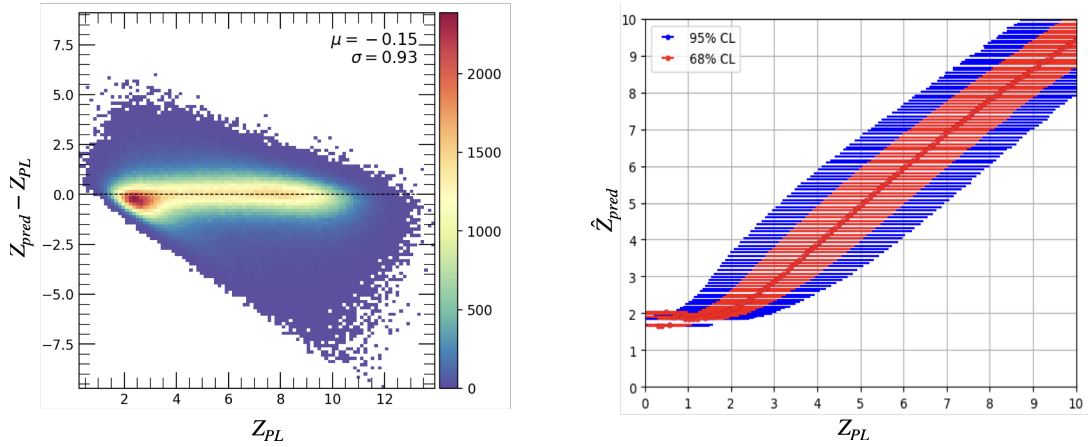 μ = −0.15
σ = 0.93
7.5
5.0
2.5
0.0
−2.5
−5.0
−7.5
2 4 6 8 10 12
Z_PL
Z_pred − Z_PL
2000
1500
1000
500
0
95% CL
68% CL
10
9
8
7
6
5
4
3
2
1
0
0 1 2 3 4 5 6 7 8 9 10
Z_PL
Ẑ_pred